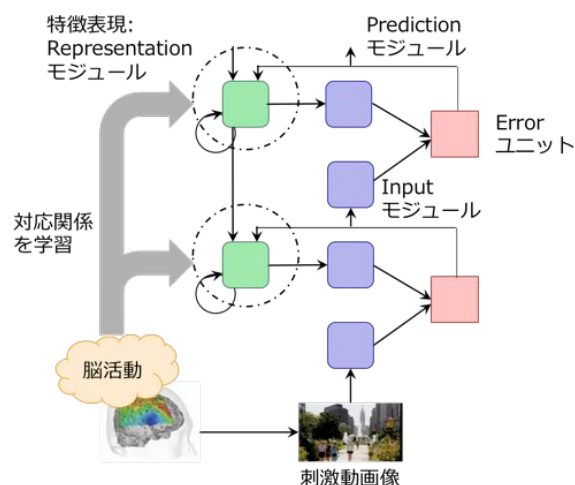 特徴表現:
Representation
モジュール
Prediction
モジュール
Error
ユニット
Input
モジュール
対応関係
を学習
脳活動
刺激動画像